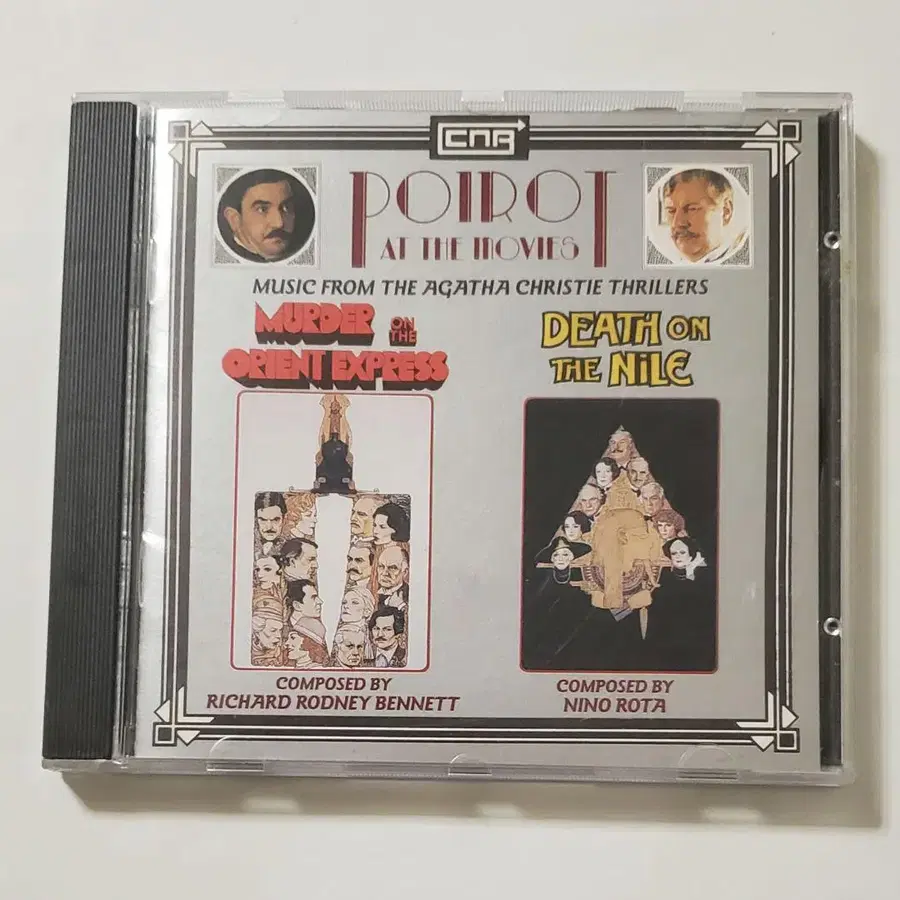 CNR
POIROT
AT THE MOVIES
MUSIC FROM THE AGATHA CHRISTIE THRILLERS
MURDER ON THE
ORIENT EXPRESS
DEATH ON
THE NILE
COMPOSED BY
RICHARD RODNEY BENNETT
COMPOSED BY
NINO ROTA